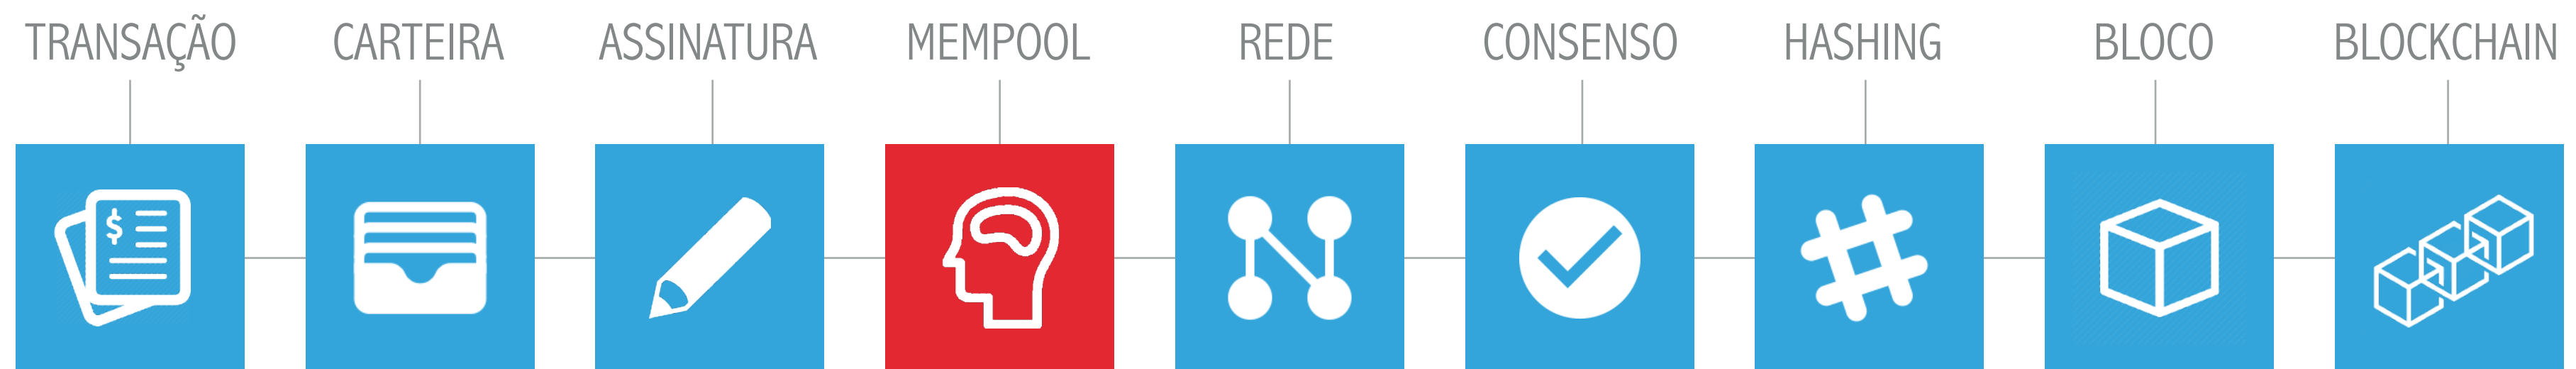 TRANSAÇÃO CARTEIRA ASSINATURA MEMPOOL REDE CONSENSO HASHING BLOCO BLOCKCHAIN
$